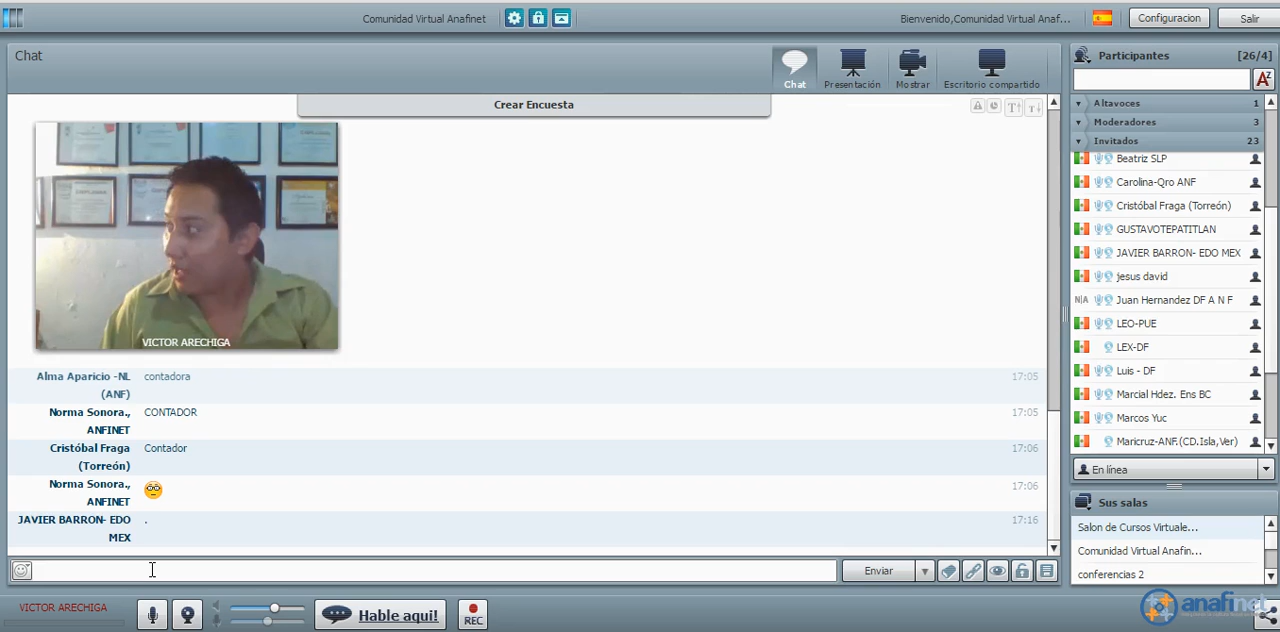 Comunidad Virtual Anafinet
Bienvenido,Comunidad Virtual Anaf...
Configuracion
Salir
Chat
Chat
Presentación
Mostrar
Escritorio compartido
Crear Encuesta
T↑
T↓
VICTOR ARECHIGA
Alma Aparicio -NL (ANF)
contadora
17:05
Norma Sonora., ANFINET
CONTADOR
17:05
Cristóbal Fraga (Torreón)
Contador
17:06
Norma Sonora., ANFINET
17:06
JAVIER BARRON- EDO MEX
.
17:16
Enviar
VICTOR ARECHIGA
Hable aqui!
REC
Participantes
[26/4]
AZ
Altavoces 1
Moderadores 3
Invitados 23
Beatriz SLP
Carolina-Qro ANF
Cristóbal Fraga (Torreón)
GUSTAVOTEPATITLAN
JAVIER BARRON- EDO MEX
jesus david
N|A Juan Hernandez DF A N F
LEO-PUE
LEX-DF
Luis - DF
Marcial Hdez. Ens BC
Marcos Yuc
Maricruz-ANF.(CD.Isla,Ver)
En línea
Sus salas
Salon de Cursos Virtuale...
Comunidad Virtual Anafin...
conferencias 2
anafinet